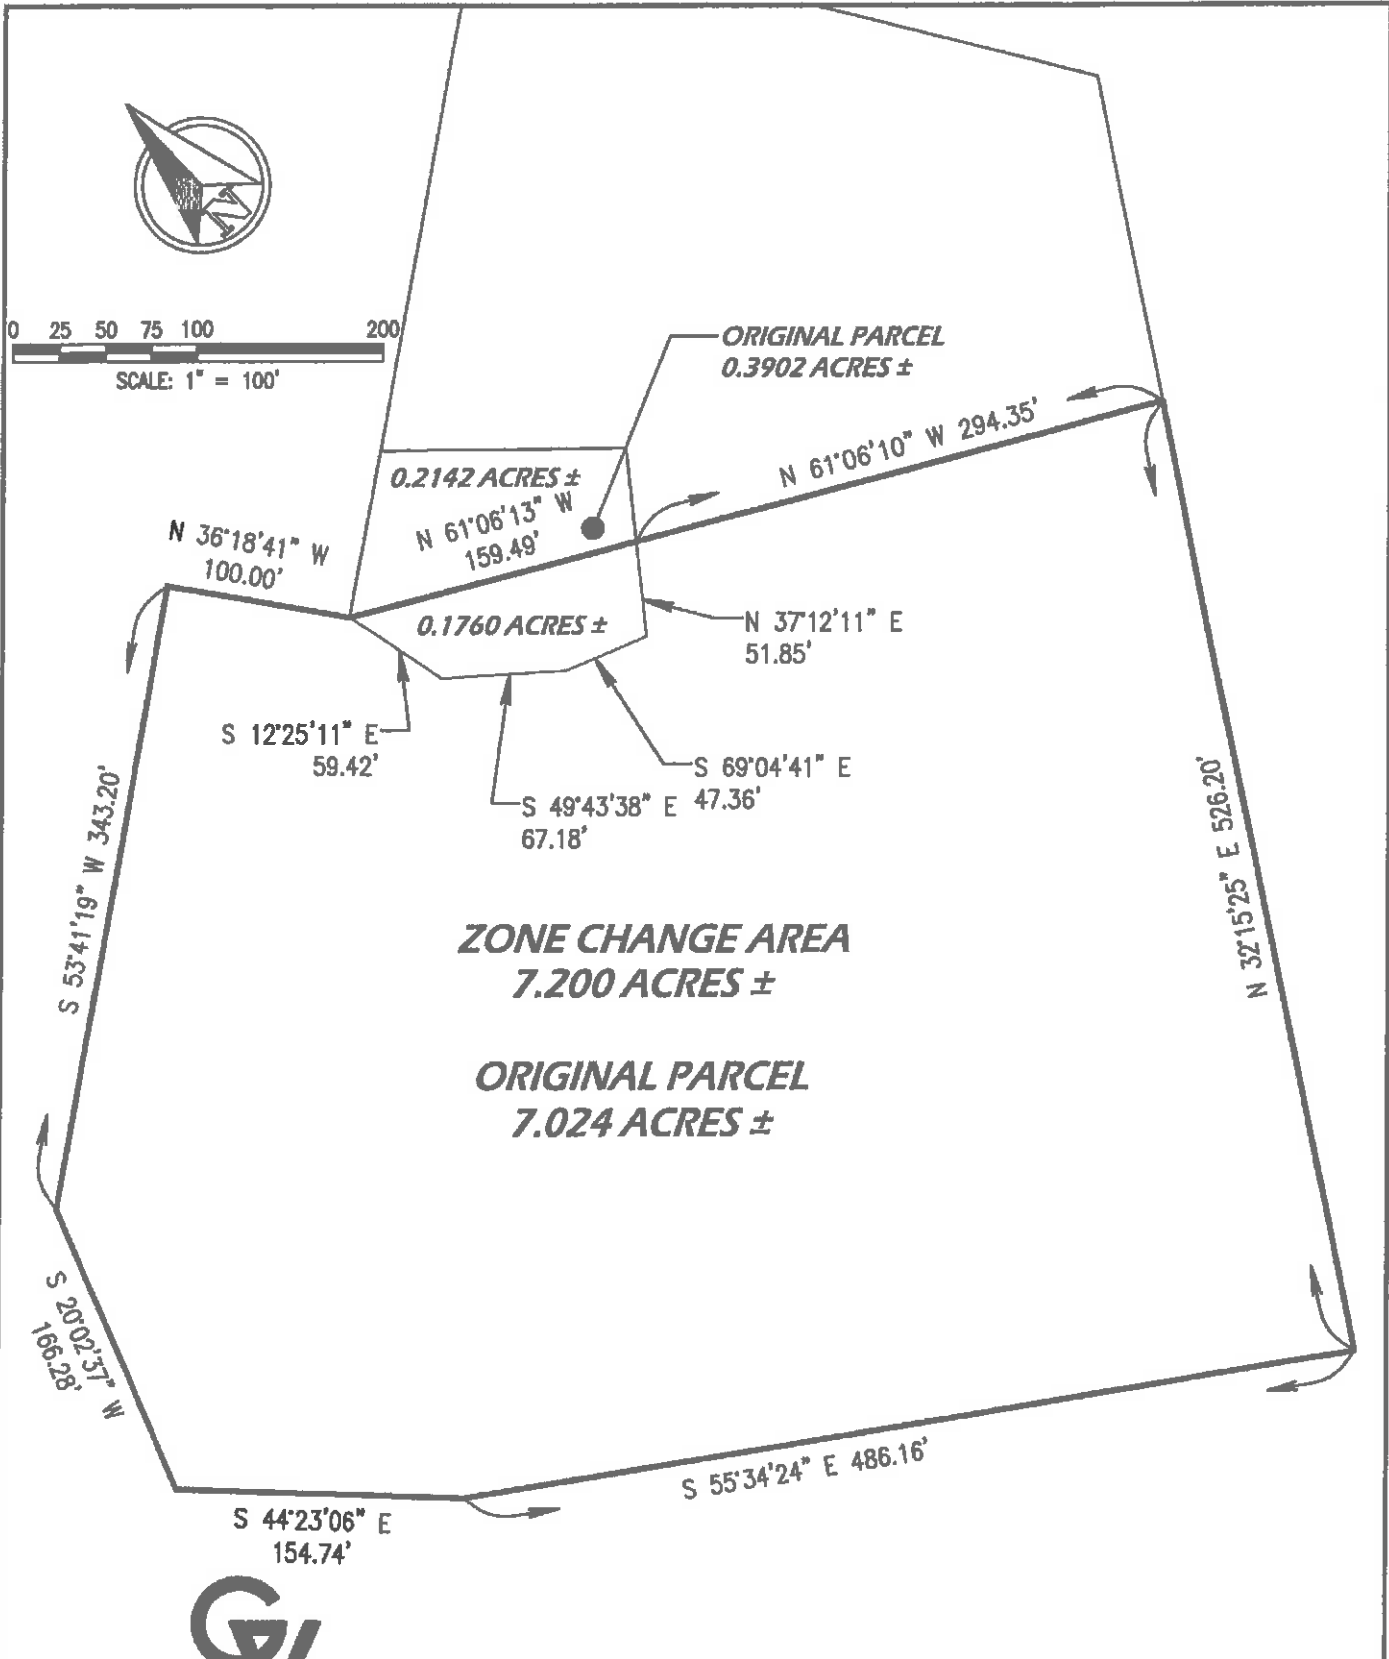 0 25 50 75 100 200
SCALE: 1" = 100'
ORIGINAL PARCEL
0.3902 ACRES ±
N 61°06'10" W 294.35'
0.2142 ACRES ±
N 61°06'13" W
159.49'
N 36°18'41" W
100.00'
0.1760 ACRES ±
N 37°12'11" E
51.85'
S 12°25'11" E
59.42'
S 69°04'41" E
47.36'
S 49°43'38" E
67.18'
S 53°41'19" W 343.20'
N 32°15'25" E 526.20'
ZONE CHANGE AREA
7.200 ACRES ±
ORIGINAL PARCEL
7.024 ACRES ±
S 20°02'37" W
166.28'
S 55°34'24" E 486.16'
S 44°23'06" E
154.74'